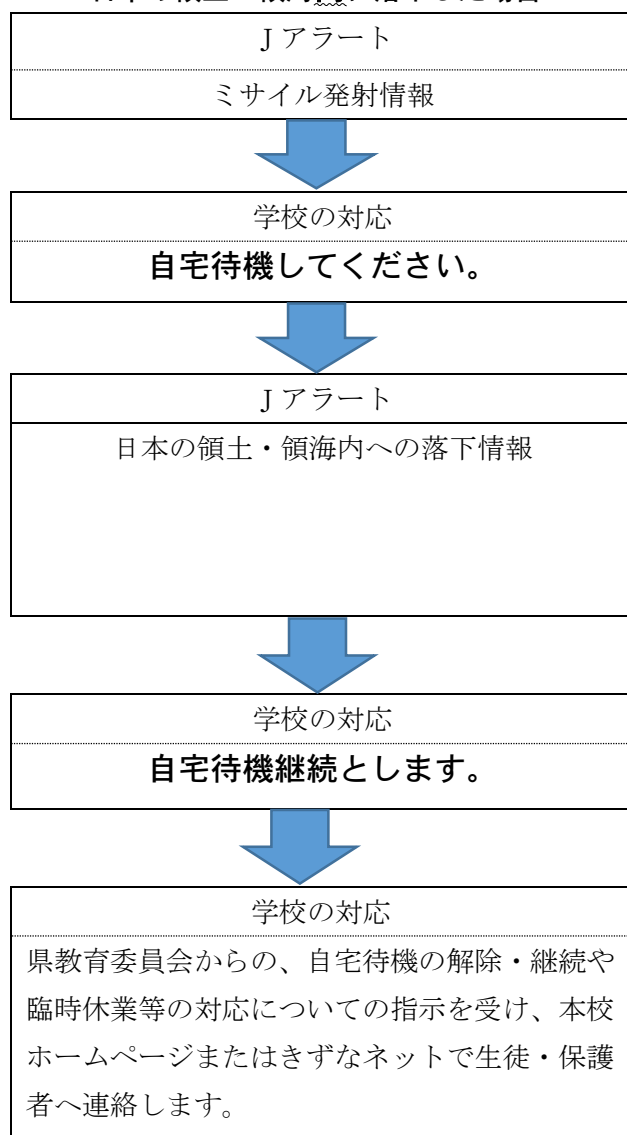 Jアラート
ミサイル発射情報
学校の対応
自宅待機してください。
Jアラート
日本の領土・領海内への落下情報
学校の対応
自宅待機継続とします。
学校の対応
県教育委員会からの、自宅待機の解除・継続や
臨時休業等の対応についての指示を受け、本校
ホームページまたはきずなネットで生徒・保護
者へ連絡します。